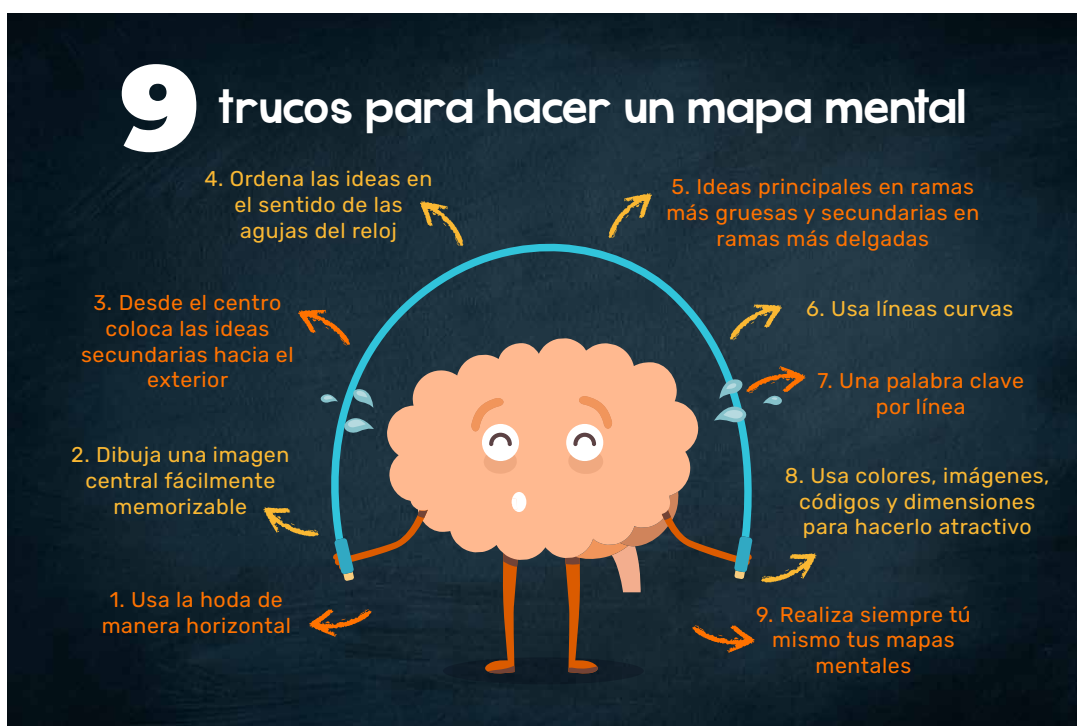 9 trucos para hacer un mapa mental
4. Ordena las ideas en
el sentido de las
agujas del reloj
5. Ideas principales en ramas
más gruesas y secundarias en
ramas más delgadas
3. Desde el centro
coloca las ideas
secundarias hacia el
exterior
6. Usa líneas curvas
7. Una palabra clave
por línea
2. Dibuja una imagen
central fácilmente
memorizable
8. Usa colores, imágenes,
códigos y dimensiones
para hacerlo atractivo
1. Usa la hoda de
manera horizontal
9. Realiza siempre tú
mismo tus mapas
mentales